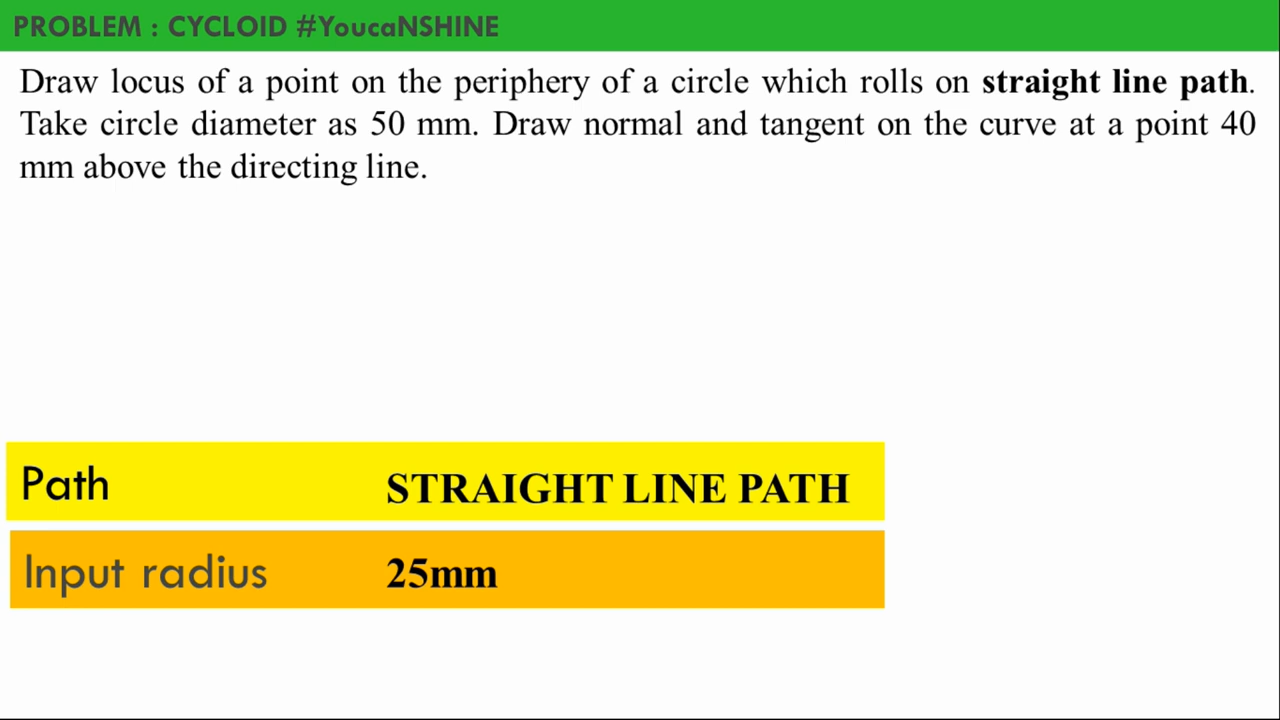 PROBLEM : CYCLOID #YoucaNSHINE
Draw locus of a point on the periphery of a circle which rolls on straight line path.
Take circle diameter as 50 mm. Draw normal and tangent on the curve at a point 40
mm above the directing line.
Path STRAIGHT LINE PATH
Input radius 25mm